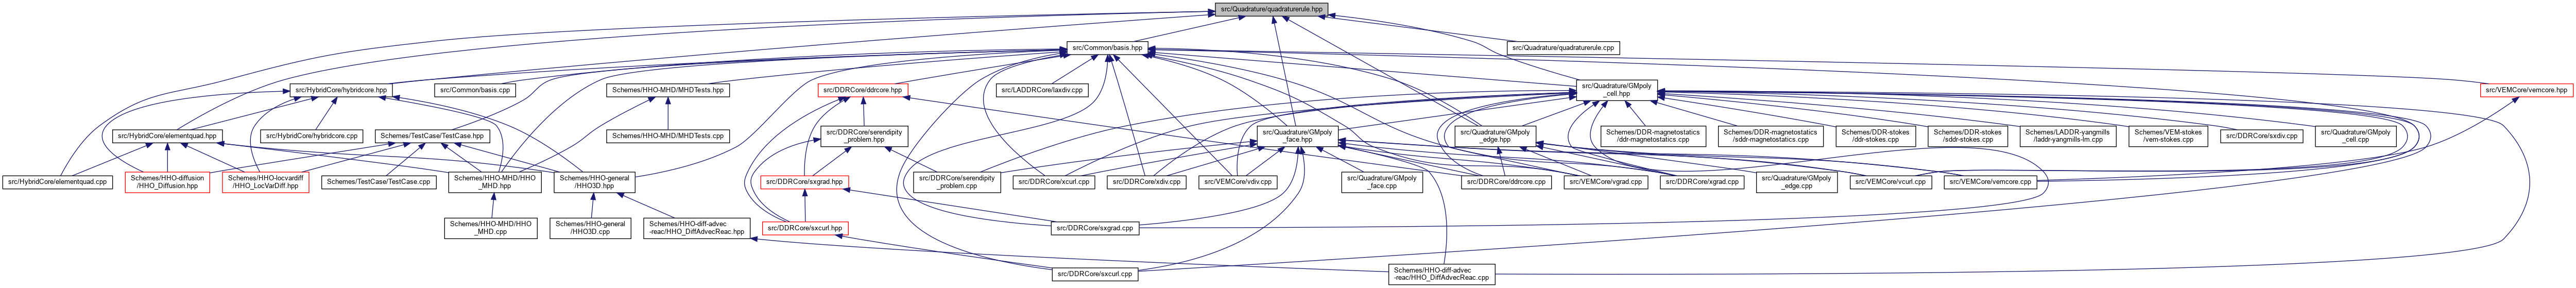 src/Quadrature/quadraturerule.hpp
src/Common/basis.hpp
src/Quadrature/quadraturerule.cpp
src/HybridCore/hybridcore.hpp
src/Common/basis.cpp
Schemes/HHO-MHD/MHDTests.hpp
src/DDRCore/ddrcore.hpp
src/LADDRCore/laxdiv.cpp
src/Quadrature/GMpoly
_cell.hpp
src/VEMCore/vemcore.hpp
src/HybridCore/elementquad.hpp
src/HybridCore/hybridcore.cpp
Schemes/TestCase/TestCase.hpp
Schemes/HHO-MHD/MHDTests.cpp
src/DDRCore/serendipity
_problem.hpp
src/Quadrature/GMpoly
_face.hpp
src/Quadrature/GMpoly
_edge.hpp
Schemes/DDR-magnetostatics
/ddr-magnetostatics.cpp
Schemes/DDR-magnetostatics
/sddr-magnetostatics.cpp
Schemes/DDR-stokes
/ddr-stokes.cpp
Schemes/DDR-stokes
/sddr-stokes.cpp
Schemes/LADDR-yangmills
/laddr-yangmills-lm.cpp
Schemes/VEM-stokes
/vem-stokes.cpp
src/DDRCore/sxdiv.cpp
src/Quadrature/GMpoly
_cell.cpp
src/HybridCore/elementquad.cpp
Schemes/HHO-diffusion
/HHO_Diffusion.hpp
Schemes/HHO-locvardiff
/HHO_LocVarDiff.hpp
Schemes/TestCase/TestCase.cpp
Schemes/HHO-MHD/HHO
_MHD.hpp
Schemes/HHO-general
/HHO3D.hpp
src/DDRCore/sxgrad.hpp
src/DDRCore/serendipity
_problem.cpp
src/DDRCore/xcurl.cpp
src/DDRCore/xdiv.cpp
src/VEMCore/vdiv.cpp
src/Quadrature/GMpoly
_face.cpp
src/DDRCore/ddrcore.cpp
src/VEMCore/vgrad.cpp
src/DDRCore/xgrad.cpp
src/Quadrature/GMpoly
_edge.cpp
src/VEMCore/vcurl.cpp
src/VEMCore/vemcore.cpp
Schemes/HHO-MHD/HHO
_MHD.cpp
Schemes/HHO-general
/HHO3D.cpp
Schemes/HHO-diff-advec
-reac/HHO_DiffAdvecReac.hpp
src/DDRCore/sxcurl.hpp
src/DDRCore/sxgrad.cpp
src/DDRCore/sxcurl.cpp
Schemes/HHO-diff-advec
-reac/HHO_DiffAdvecReac.cpp